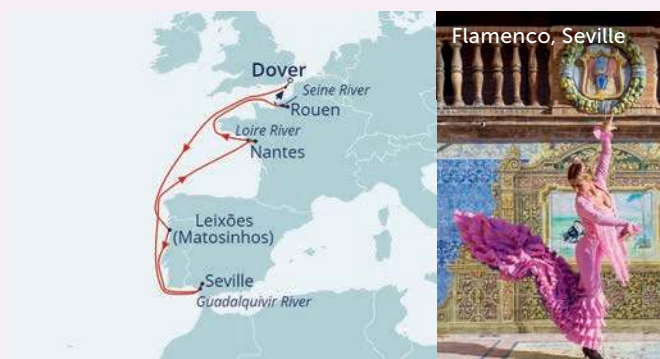 Dover
Seine River
Rouen
Loire River
Nantes
Leixões
(Matosinhos)
Seville
Guadalquivir River
Flamenco, Seville